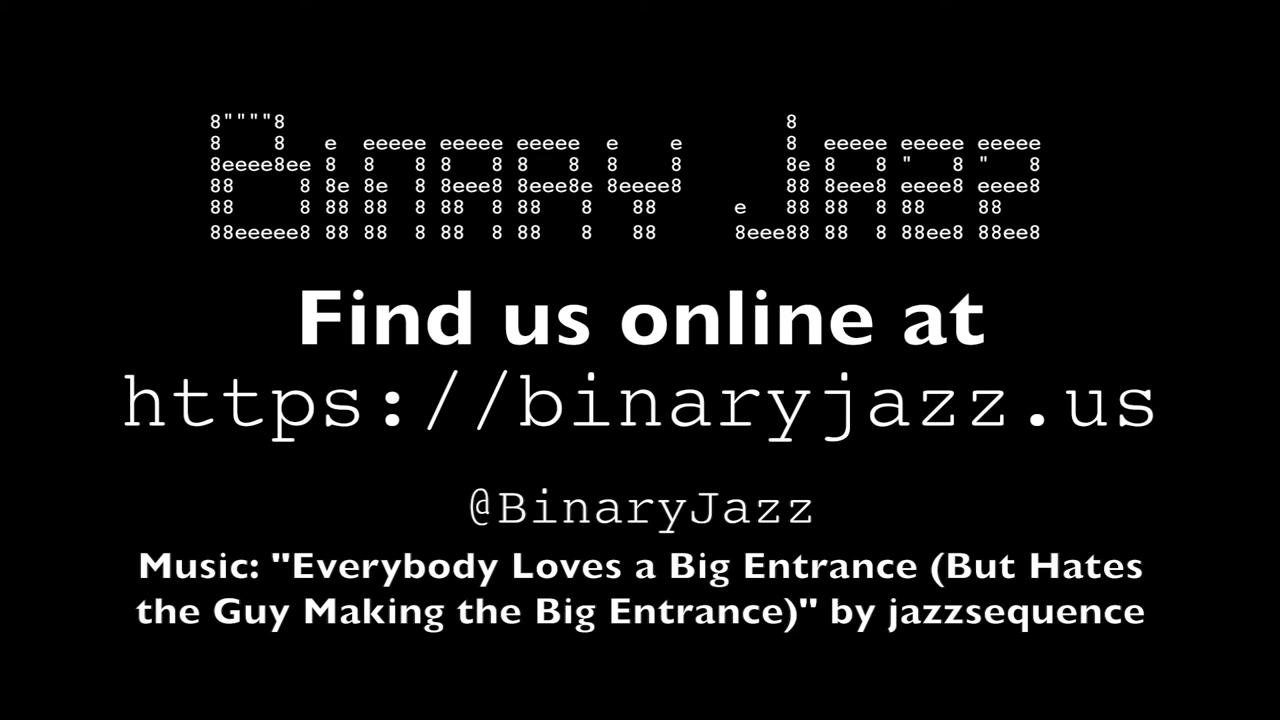 Binary Jazz
Find us online at
https://binaryjazz.us
@BinaryJazz
Music: "Everybody Loves a Big Entrance (But Hates
the Guy Making the Big Entrance)" by jazzsequence